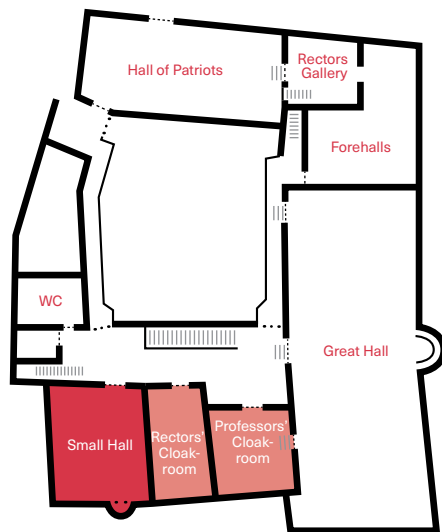 Hall of Patriots
Rectors
Gallery
Forehalls
WC
Great Hall
Small Hall
Rectors'
Cloak-
room
Professors'
Cloak-
room